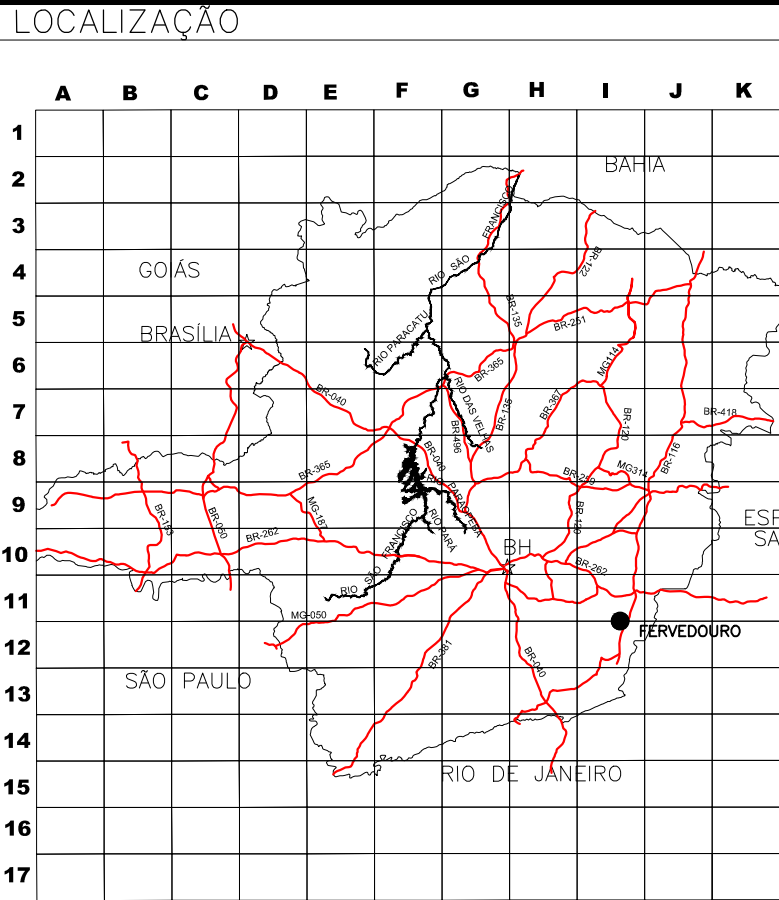 LOCALIZAÇÃO
A B C D E F G H I J K
1
2
3
4
5
6
7
8
9
10
11
12
13
14
15
16
17
BAHIA
GOIÁS
BRASÍLIA
RIO SÃO FRANCISCO
BR-122
BR-135
BR-251
RIO PARACATU
MG114
BR-365
RIO DAS VELHAS
BR-040
BR-135
BR-367
BR-496
BR-120
BR-418
BR-040
BR-116
BR-365
MG314
BR-259
RIO PARAOPEBA
MG-187
BR-153
BR-060
BR-262
RIO PARÁ
BR-120
ESP
SA
BH
BR-262
RIO SÃO FRANCISCO
MG-050
FERVEDOURO
BR-381
BR-040
SÃO PAULO
RIO DE JANEIRO